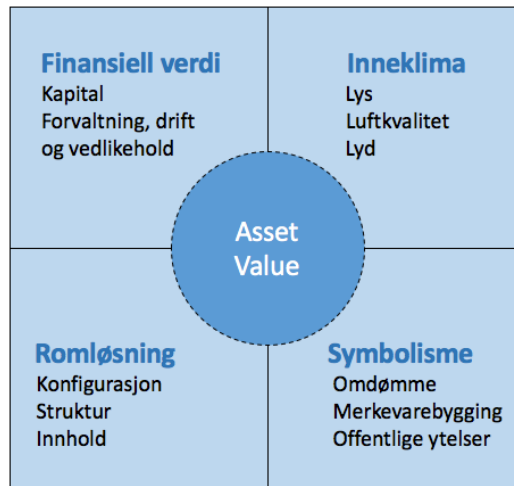 Finansiell verdi
Kapital
Forvaltning, drift
og vedlikehold
Inneklima
Lys
Luftkvalitet
Lyd
Asset
Value
Romløsning
Konfigurasjon
Struktur
Innhold
Symbolisme
Omdømme
Merkevarebygging
Offentlige ytelser